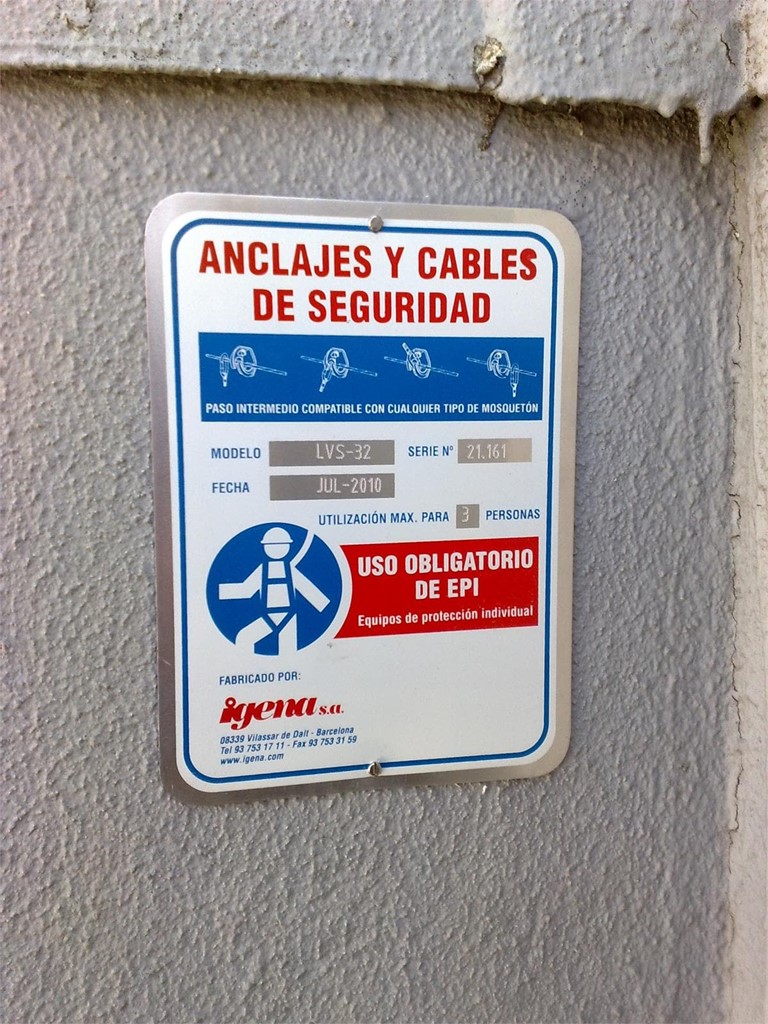 ANCLAJES Y CABLES
DE SEGURIDAD
PASO INTERMEDIO COMPATIBLE CON CUALQUIER TIPO DE MOSQUETÓN
MODELO LVS-32 SERIE Nº 21.161
FECHA JUL-2010
UTILIZACIÓN MAX. PARA 3 PERSONAS
USO OBLIGATORIO
DE EPI
Equipos de protección individual
FABRICADO POR:
igena s.a.
08339 Vilassar de Dalt - Barcelona
Tel 93 753 17 11 - Fax 93 753 31 59
www.igena.com